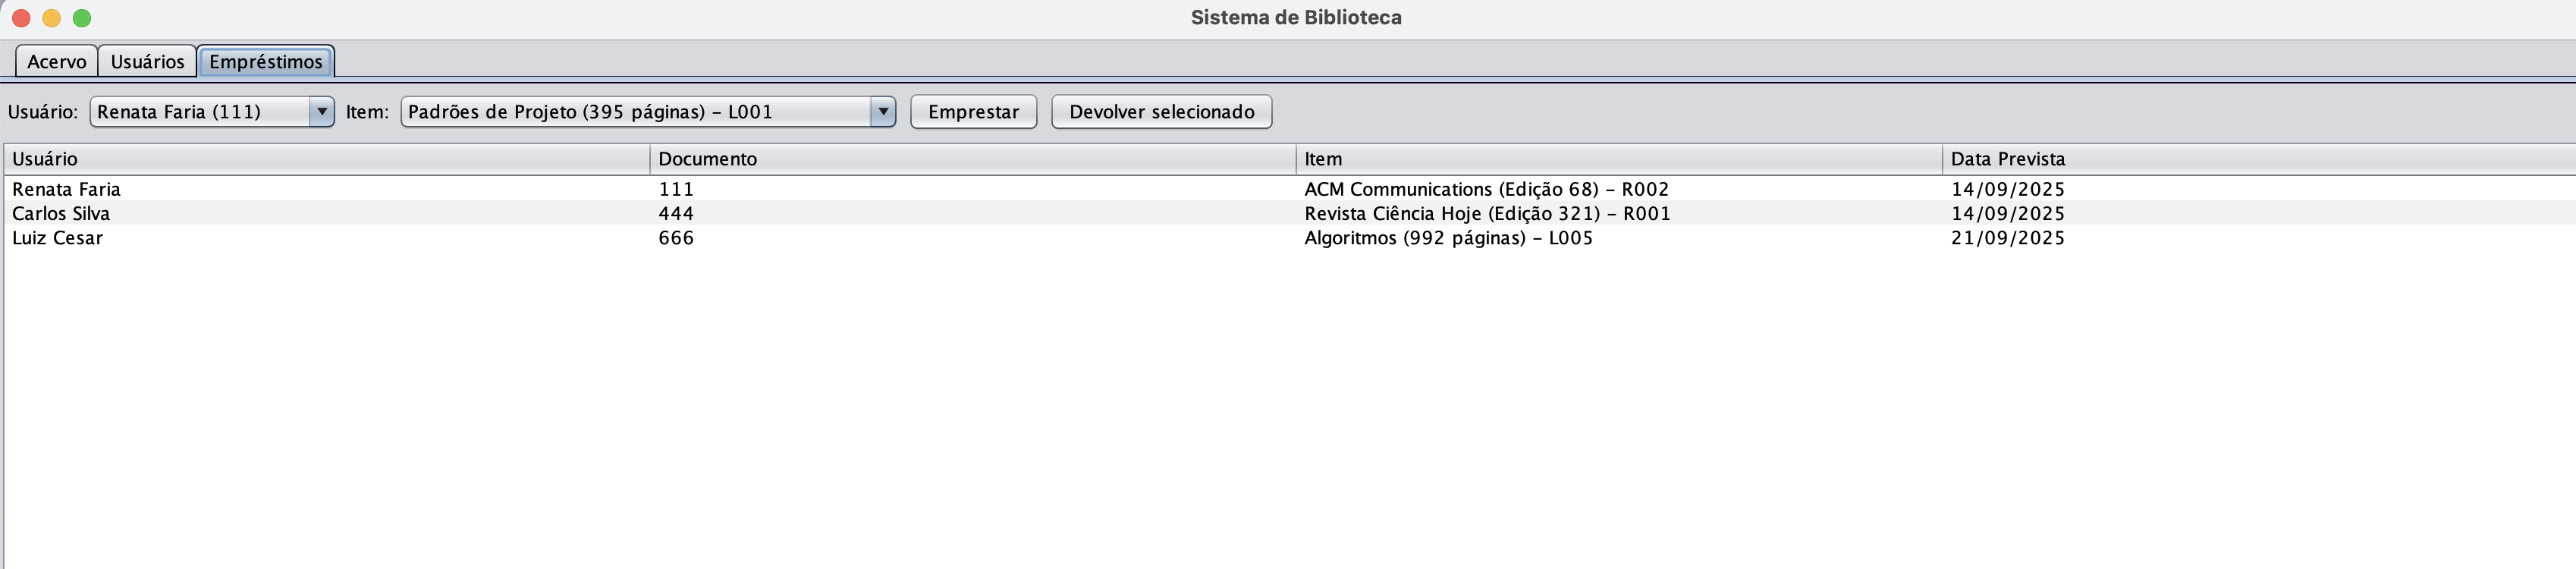 Sistema de Biblioteca
Acervo Usuários Empréstimos
Usuário: Renata Faria (111) Item: Padrões de Projeto (395 páginas) – L001 Emprestar Devolver selecionado
Usuário Documento Item Data Prevista
Renata Faria 111 ACM Communications (Edição 68) – R002 14/09/2025
Carlos Silva 444 Revista Ciência Hoje (Edição 321) – R001 14/09/2025
Luiz Cesar 666 Algoritmos (992 páginas) – L005 21/09/2025